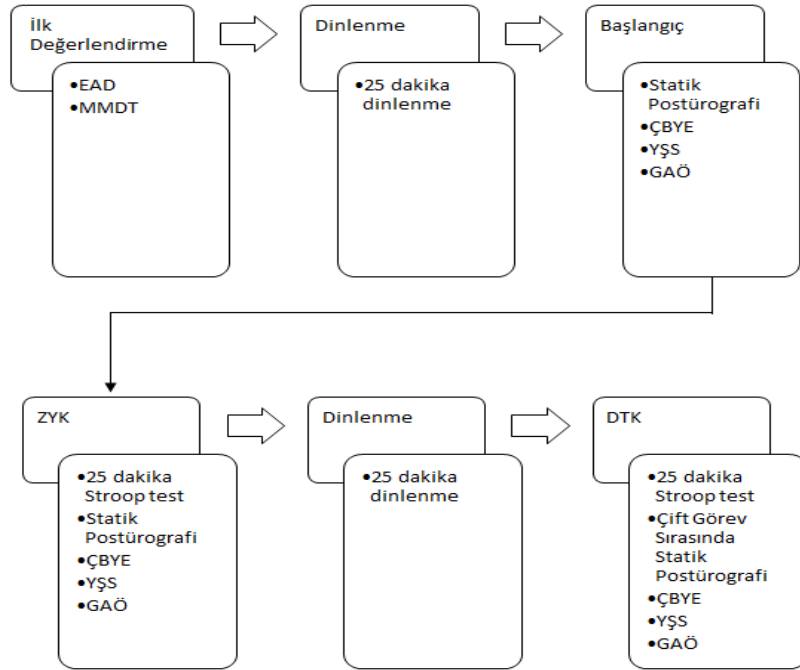 İlk
Değerlendirme
•EAD
•MMDT
Dinlenme
•25 dakika
dinlenme
Başlangıç
•Statik
Postürografi
•ÇBYE
•YŞS
•GAÖ
ZYK
•25 dakika
Stroop test
•Statik
Postürografi
•ÇBYE
•YŞS
•GAÖ
Dinlenme
•25 dakika
dinlenme
DTK
•25 dakika
Stroop test
•Çift Görev
Sırasında
Statik
Postürografi
•ÇBYE
•YŞS
•GAÖ